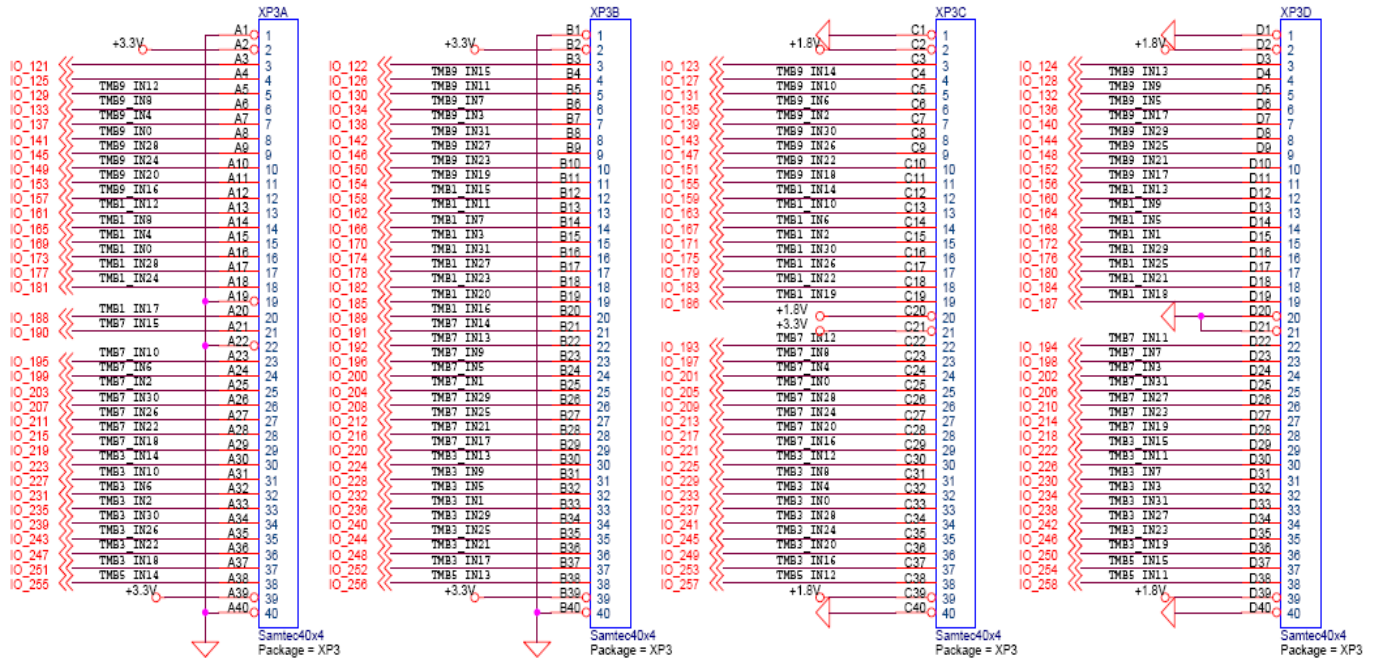 XP3A
A1 1
+3.3V A2 2
IO_121 A3 3
IO_125 A4 4
IO_129 TMB9_IN12 A5 5
IO_133 TMB9_IN8 A6 6
IO_137 TMB9_IN4 A7 7
IO_141 TMB9_IN0 A8 8
IO_145 TMB9_IN28 A9 9
IO_149 TMB9_IN24 A10 10
IO_153 TMB9_IN20 A11 11
IO_157 TMB9_IN16 A12 12
IO_161 TMB1_IN12 A13 13
IO_165 TMB1_IN8 A14 14
IO_169 TMB1_IN4 A15 15
IO_173 TMB1_IN0 A16 16
IO_177 TMB1_IN28 A17 17
IO_181 TMB1_IN24 A18 18
A19 19
IO_188 TMB1_IN17 A20 20
IO_190 TMB7_IN15 A21 21
A22 22
IO_195 TMB7_IN10 A23 23
IO_199 TMB7_IN6 A24 24
IO_203 TMB7_IN2 A25 25
IO_207 TMB7_IN30 A26 26
IO_211 TMB7_IN26 A27 27
IO_215 TMB7_IN22 A28 28
IO_219 TMB7_IN18 A29 29
IO_223 TMB3_IN14 A30 30
IO_227 TMB3_IN10 A31 31
IO_231 TMB3_IN6 A32 32
IO_235 TMB3_IN2 A33 33
IO_239 TMB3_IN30 A34 34
IO_243 TMB3_IN26 A35 35
IO_247 TMB3_IN22 A36 36
IO_251 TMB3_IN18 A37 37
IO_255 TMB5_IN14 A38 38
+3.3V A39 39
A40 40
Samtec40x4
Package = XP3
XP3B
B1 1
+3.3V B2 2
IO_122 B3 3
IO_126 TMB9_IN15 B4 4
IO_130 TMB9_IN11 B5 5
IO_134 TMB9_IN7 B6 6
IO_138 TMB9_IN3 B7 7
IO_142 TMB9_IN31 B8 8
IO_146 TMB9_IN27 B9 9
IO_150 TMB9_IN23 B10 10
IO_154 TMB9_IN19 B11 11
IO_158 TMB1_IN15 B12 12
IO_162 TMB1_IN11 B13 13
IO_166 TMB1_IN7 B14 14
IO_170 TMB1_IN3 B15 15
IO_174 TMB1_IN31 B16 16
IO_178 TMB1_IN27 B17 17
IO_182 TMB1_IN23 B18 18
IO_185 TMB1_IN20 B19 19
IO_189 TMB1_IN16 B20 20
IO_191 TMB7_IN14 B21 21
IO_192 TMB7_IN13 B22 22
IO_196 TMB7_IN9 B23 23
IO_200 TMB7_IN5 B24 24
IO_204 TMB7_IN1 B25 25
IO_208 TMB7_IN29 B26 26
IO_212 TMB7_IN25 B27 27
IO_216 TMB7_IN21 B28 28
IO_220 TMB7_IN17 B29 29
IO_224 TMB3_IN13 B30 30
IO_228 TMB3_IN9 B31 31
IO_232 TMB3_IN5 B32 32
IO_236 TMB3_IN1 B33 33
IO_240 TMB3_IN29 B34 34
IO_244 TMB3_IN25 B35 35
IO_248 TMB3_IN21 B36 36
IO_252 TMB3_IN17 B37 37
IO_256 TMB5_IN13 B38 38
+3.3V B39 39
B40 40
Samtec40x4
Package = XP3
XP3C
C1 1
+1.8V C2 2
IO_123 C3 3
IO_127 TMB9_IN14 C4 4
IO_131 TMB9_IN10 C5 5
IO_135 TMB9_IN6 C6 6
IO_139 TMB9_IN2 C7 7
IO_143 TMB9_IN30 C8 8
IO_147 TMB9_IN26 C9 9
IO_151 TMB9_IN22 C10 10
IO_155 TMB9_IN18 C11 11
IO_159 TMB1_IN14 C12 12
IO_163 TMB1_IN10 C13 13
IO_167 TMB1_IN6 C14 14
IO_171 TMB1_IN2 C15 15
IO_175 TMB1_IN30 C16 16
IO_179 TMB1_IN26 C17 17
IO_183 TMB1_IN22 C18 18
IO_186 TMB1_IN19 C19 19
+1.8V C20 20
+3.3V C21 21
IO_193 TMB7_IN12 C22 22
IO_197 TMB7_IN8 C23 23
IO_201 TMB7_IN4 C24 24
IO_205 TMB7_IN0 C25 25
IO_209 TMB7_IN28 C26 26
IO_213 TMB7_IN24 C27 27
IO_217 TMB7_IN20 C28 28
IO_221 TMB7_IN16 C29 29
IO_225 TMB3_IN12 C30 30
IO_229 TMB3_IN8 C31 31
IO_233 TMB3_IN4 C32 32
IO_237 TMB3_IN0 C33 33
IO_241 TMB3_IN28 C34 34
IO_245 TMB3_IN24 C35 35
IO_249 TMB3_IN20 C36 36
IO_253 TMB3_IN16 C37 37
IO_257 TMB5_IN12 C38 38
+1.8V C39 39
C40 40
Samtec40x4
Package = XP3
XP3D
D1 1
+1.8V D2 2
IO_124 D3 3
IO_128 TMB9_IN13 D4 4
IO_132 TMB9_IN9 D5 5
IO_136 TMB9_IN5 D6 6
IO_140 TMB9_IN17 D7 7
IO_144 TMB9_IN29 D8 8
IO_148 TMB9_IN25 D9 9
IO_152 TMB9_IN21 D10 10
IO_156 TMB9_IN17 D11 11
IO_160 TMB1_IN13 D12 12
IO_164 TMB1_IN9 D13 13
IO_168 TMB1_IN5 D14 14
IO_172 TMB1_IN1 D15 15
IO_176 TMB1_IN29 D16 16
IO_180 TMB1_IN25 D17 17
IO_184 TMB1_IN21 D18 18
IO_187 TMB1_IN18 D19 19
D20 20
D21 21
IO_194 TMB7_IN11 D22 22
IO_198 TMB7_IN7 D23 23
IO_202 TMB7_IN3 D24 24
IO_206 TMB7_IN31 D25 25
IO_210 TMB7_IN27 D26 26
IO_214 TMB7_IN23 D27 27
IO_218 TMB7_IN19 D28 28
IO_222 TMB3_IN15 D29 29
IO_226 TMB3_IN11 D30 30
IO_230 TMB3_IN7 D31 31
IO_234 TMB3_IN3 D32 32
IO_238 TMB3_IN31 D33 33
IO_242 TMB3_IN27 D34 34
IO_246 TMB3_IN23 D35 35
IO_250 TMB3_IN19 D36 36
IO_254 TMB5_IN15 D37 37
IO_258 TMB5_IN11 D38 38
+1.8V D39 39
D40 40
Samtec40x4
Package = XP3